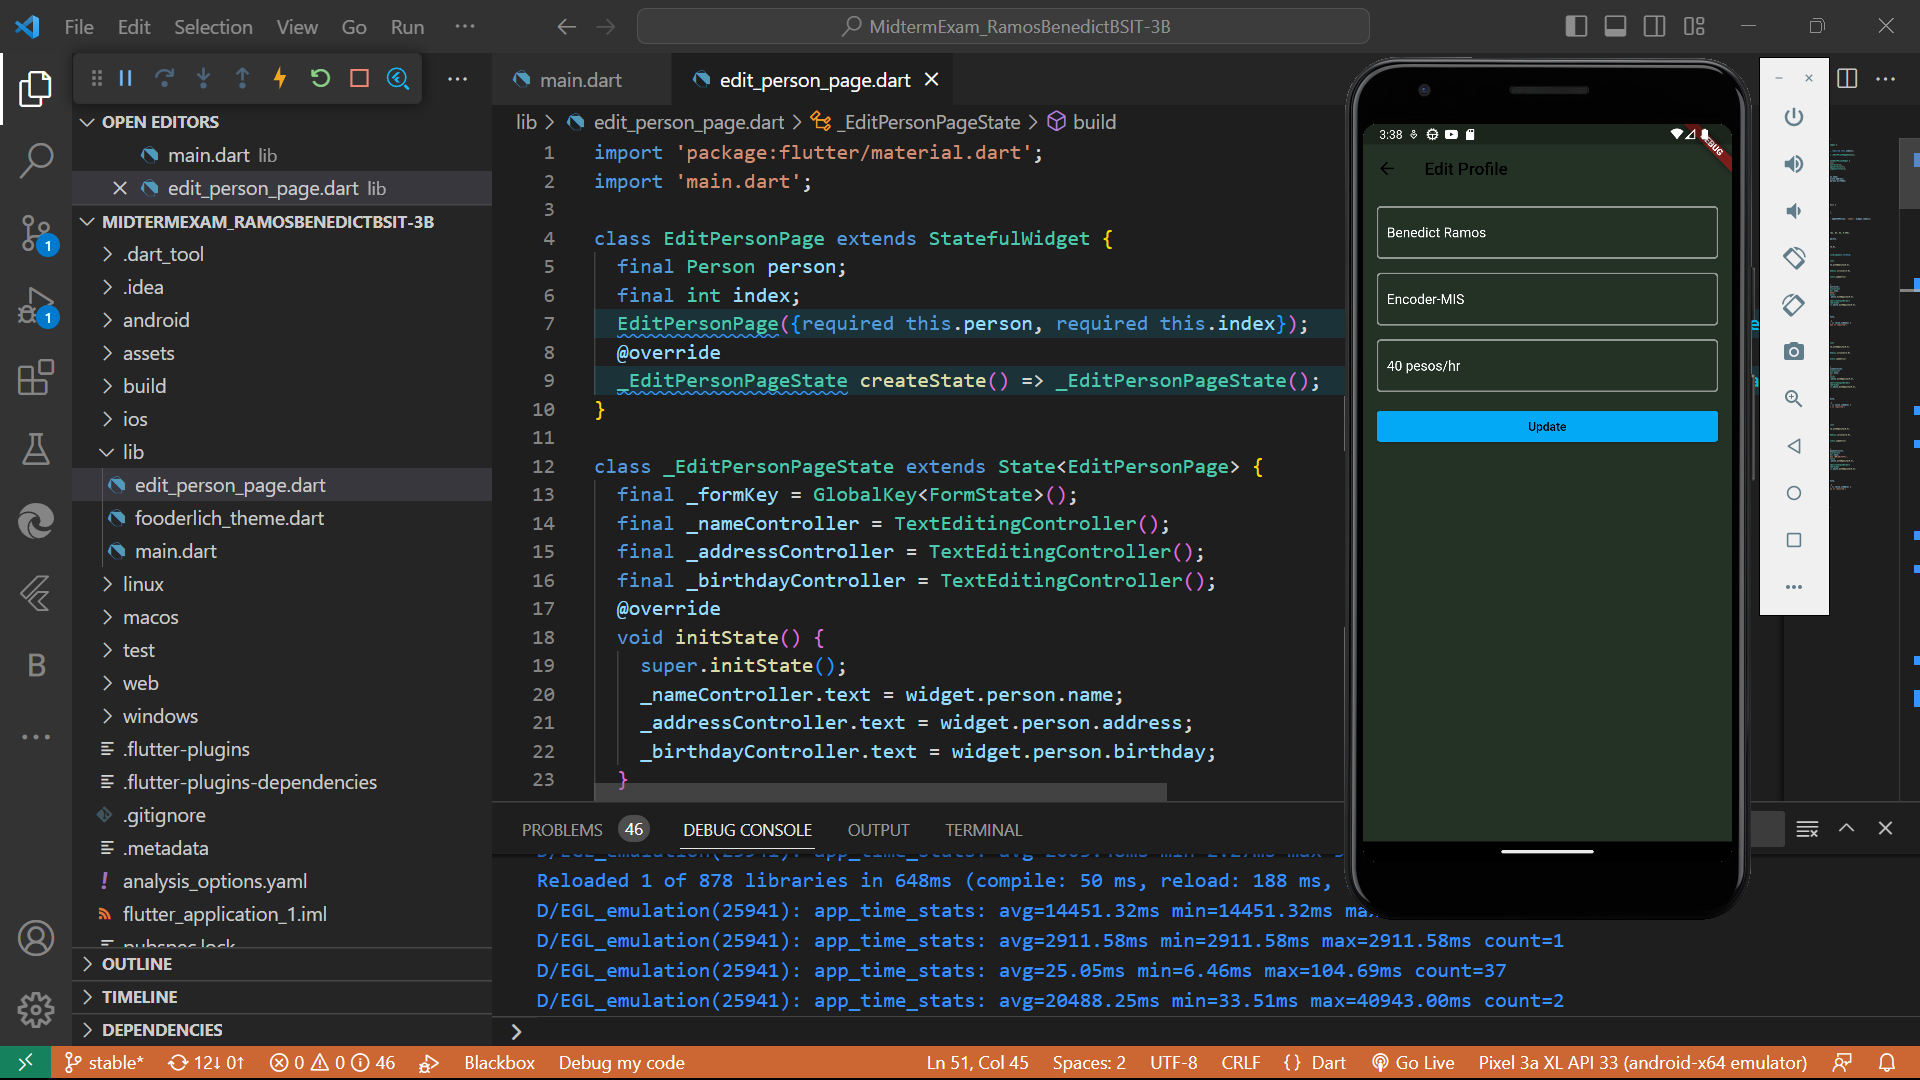 File Edit Selection View Go Run ···
MidtermExam_RamosBenedictBSIT-3B
main.dart
edit_person_page.dart
OPEN EDITORS
main.dart lib
edit_person_page.dart lib
MIDTERMEXAM_RAMOSBENEDICTBSIT-3B
.dart_tool
.idea
android
assets
build
ios
lib
edit_person_page.dart
fooderlich_theme.dart
main.dart
linux
macos
test
web
windows
.flutter-plugins
.flutter-plugins-dependencies
.gitignore
.metadata
analysis_options.yaml
flutter_application_1.iml
pubspec.lock
OUTLINE
TIMELINE
DEPENDENCIES
1
1
B
lib > edit_person_page.dart > _EditPersonPageState > build
1 import 'package:flutter/material.dart';
2 import 'main.dart';
3
4 class EditPersonPage extends StatefulWidget {
5 final Person person;
6 final int index;
7 EditPersonPage({required this.person, required this.index});
8 @override
9 _EditPersonPageState createState() => _EditPersonPageState();
10 }
11
12 class _EditPersonPageState extends State<EditPersonPage> {
13 final _formKey = GlobalKey<FormState>();
14 final _nameController = TextEditingController();
15 final _addressController = TextEditingController();
16 final _birthdayController = TextEditingController();
17 @override
18 void initState() {
19 super.initState();
20 _nameController.text = widget.person.name;
21 _addressController.text = widget.person.address;
22 _birthdayController.text = widget.person.birthday;
23 }
3:38
Edit Profile
Benedict Ramos
Encoder-MIS
40 pesos/hr
Update
PROBLEMS 46 DEBUG CONSOLE OUTPUT TERMINAL
Reloaded 1 of 878 libraries in 648ms (compile: 50 ms, reload: 188 ms,
D/EGL_emulation(25941): app_time_stats: avg=14451.32ms min=14451.32ms
D/EGL_emulation(25941): app_time_stats: avg=2911.58ms min=2911.58ms max=2911.58ms count=1
D/EGL_emulation(25941): app_time_stats: avg=25.05ms min=6.46ms max=104.69ms count=37
D/EGL_emulation(25941): app_time_stats: avg=20488.25ms min=33.51ms max=40943.00ms count=2
>
stable* 12↓ 0↑ 0 0 46 Blackbox Debug my code Ln 51, Col 45 Spaces: 2 UTF-8 CRLF {} Dart Go Live Pixel 3a XL API 33 (android-x64 emulator)